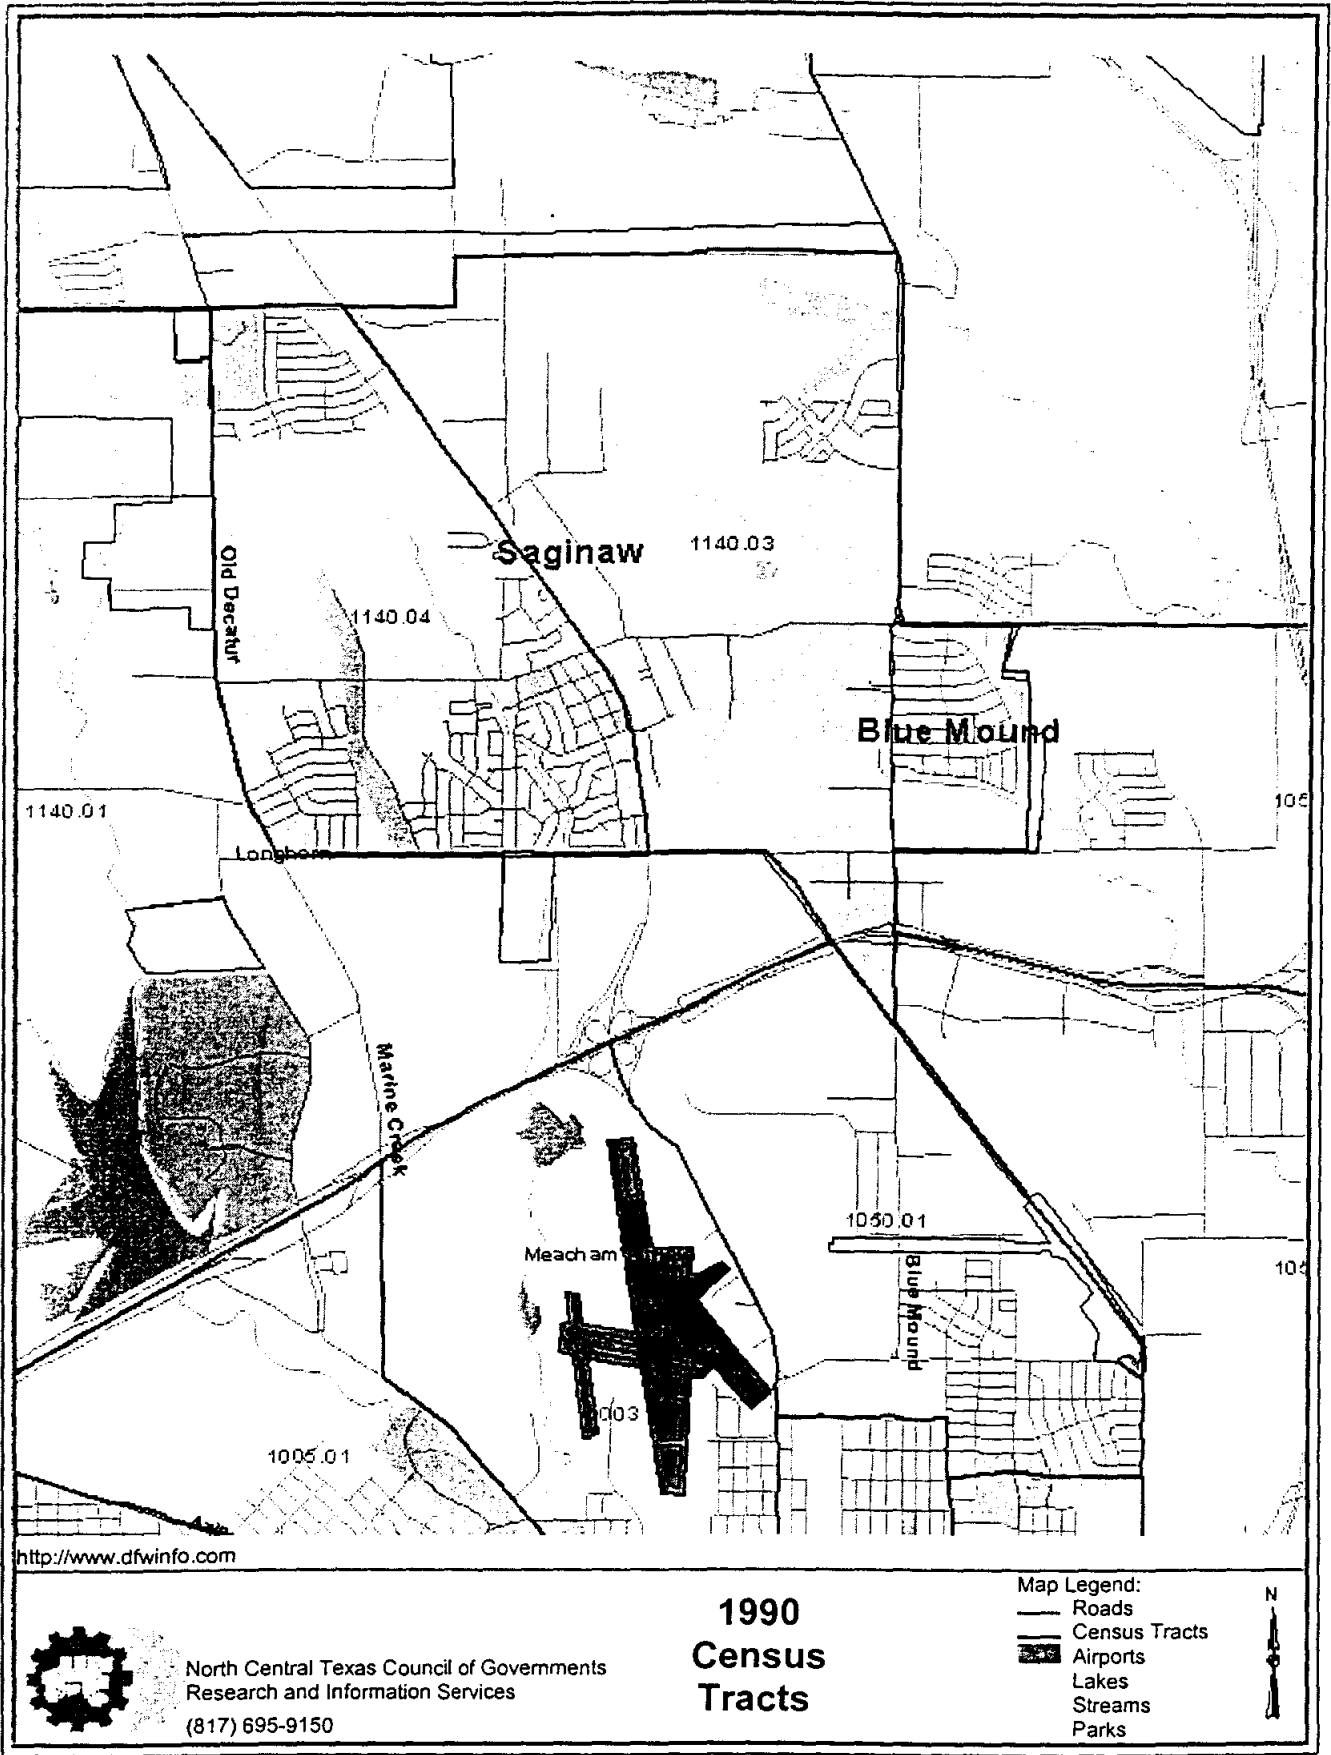 Saginaw
1140.03
Old Decatur
1140.04
Blue Mound
1140.01
105
Longhorn
Marine Creek
1050.01
Meacham
Blue Mound
105
1005.01
http://www.dfwinfo.com
North Central Texas Council of Governments
Research and Information Services
(817) 695-9150
1990
Census
Tracts
Map Legend:
Roads
Census Tracts
Airports
Lakes
Streams
Parks
N